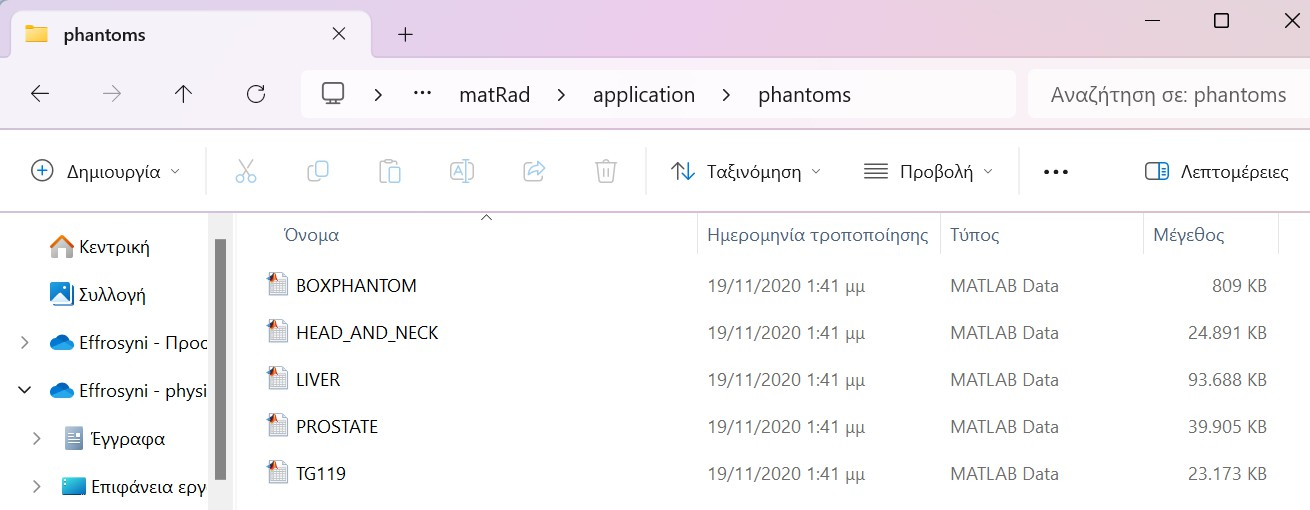 phantoms
matRad > application > phantoms Αναζήτηση σε: phantoms
Δημιουργία Ταξινόμηση Προβολή Λεπτομέρειες
Όνομα Ημερομηνία τροποποίησης Τύπος Μέγεθος
Κεντρική
Συλλογή
Effrosyni - Προσ
Effrosyni - physi
Έγγραφα
Επιφάνεια εργ
BOXPHANTOM 19/11/2020 1:41 μμ MATLAB Data 809 KB
HEAD_AND_NECK 19/11/2020 1:41 μμ MATLAB Data 24.891 KB
LIVER 19/11/2020 1:41 μμ MATLAB Data 93.688 KB
PROSTATE 19/11/2020 1:41 μμ MATLAB Data 39.905 KB
TG119 19/11/2020 1:41 μμ MATLAB Data 23.173 KB